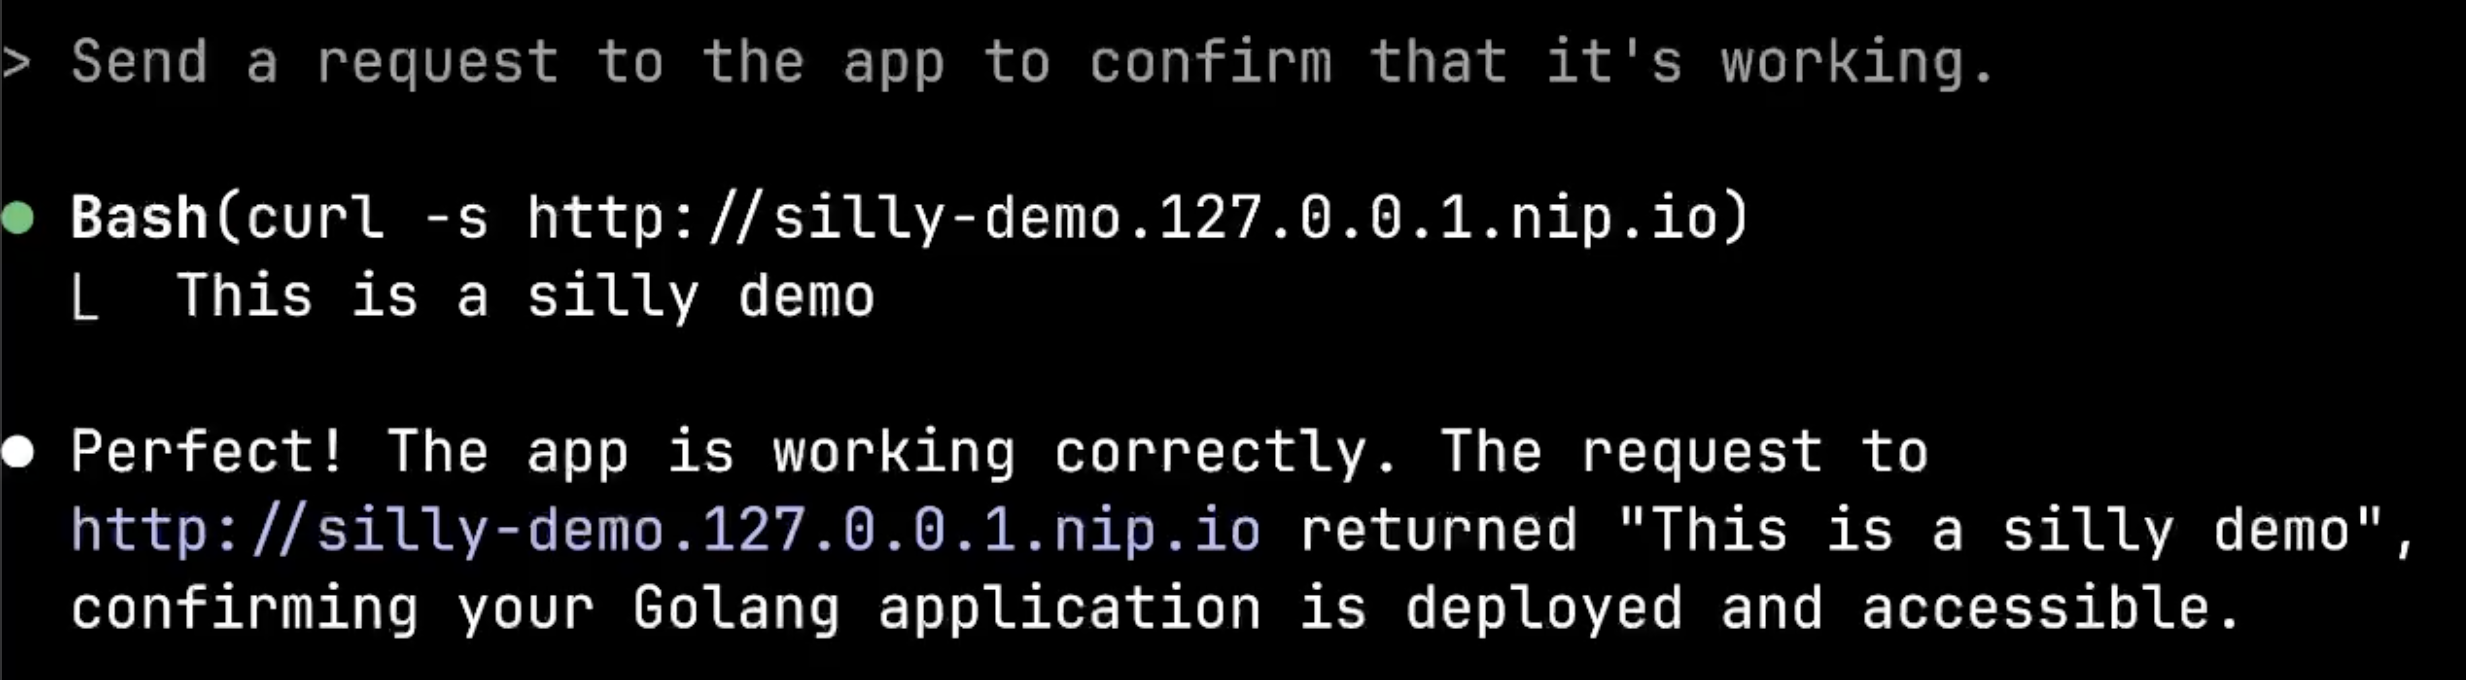 > Send a request to the app to confirm that it's working.
● Bash(curl -s http://silly-demo.127.0.0.1.nip.io)
L This is a silly demo
● Perfect! The app is working correctly. The request to
http://silly-demo.127.0.0.1.nip.io returned "This is a silly demo",
confirming your Golang application is deployed and accessible.